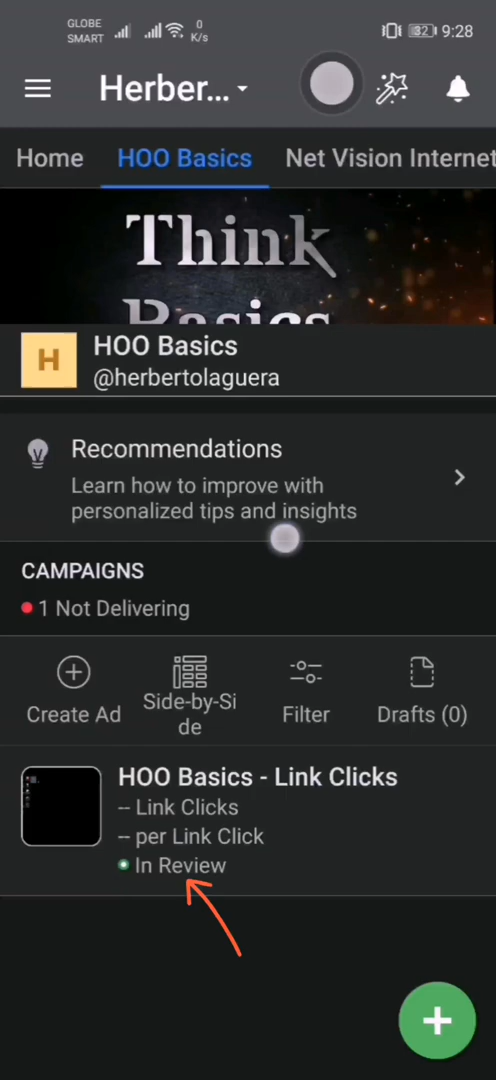 GLOBE
SMART
0
K/s
32
9:28
Herber...
Home
HOO Basics
Net Vision Internet
Think
Basics
H
HOO Basics
@herbertolaguera
Recommendations
Learn how to improve with
personalized tips and insights
CAMPAIGNS
1 Not Delivering
Create Ad
Side-by-Si
de
Filter
Drafts (0)
HOO Basics - Link Clicks
-- Link Clicks
-- per Link Click
In Review